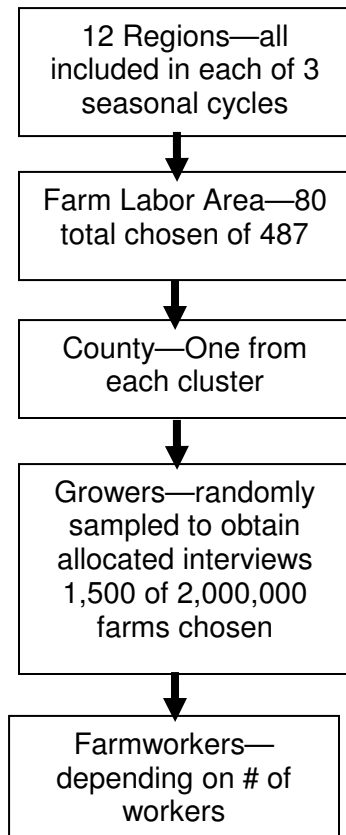 12 Regions—all
included in each of 3
seasonal cycles
Farm Labor Area—80
total chosen of 487
County—One from
each cluster
Growers—randomly
sampled to obtain
allocated interviews
1,500 of 2,000,000
farms chosen
Farmworkers—
depending on # of
workers